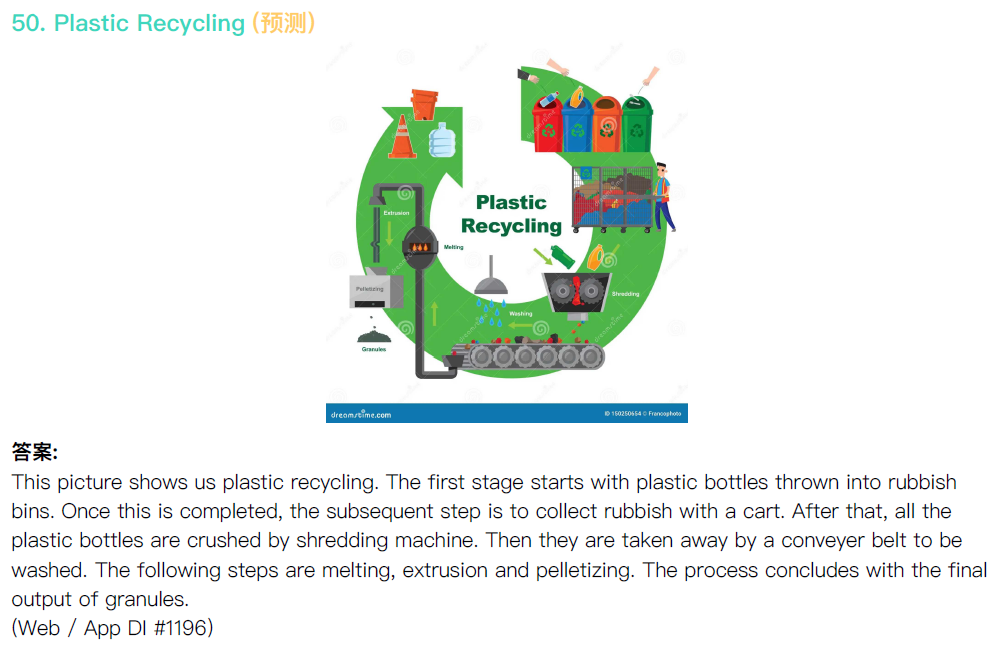 50. Plastic Recycling (预测)
Plastic
Recycling
Extrusion
Melting
Pelletizing
Shredding
Washing
Granules
dreamstime.com
ID 150250654 © Francophoto
答案:
This picture shows us plastic recycling. The first stage starts with plastic bottles thrown into rubbish
bins. Once this is completed, the subsequent step is to collect rubbish with a cart. After that, all the
plastic bottles are crushed by shredding machine. Then they are taken away by a conveyer belt to be
washed. The following steps are melting, extrusion and pelletizing. The process concludes with the final
output of granules.
(Web / App DI #1196)